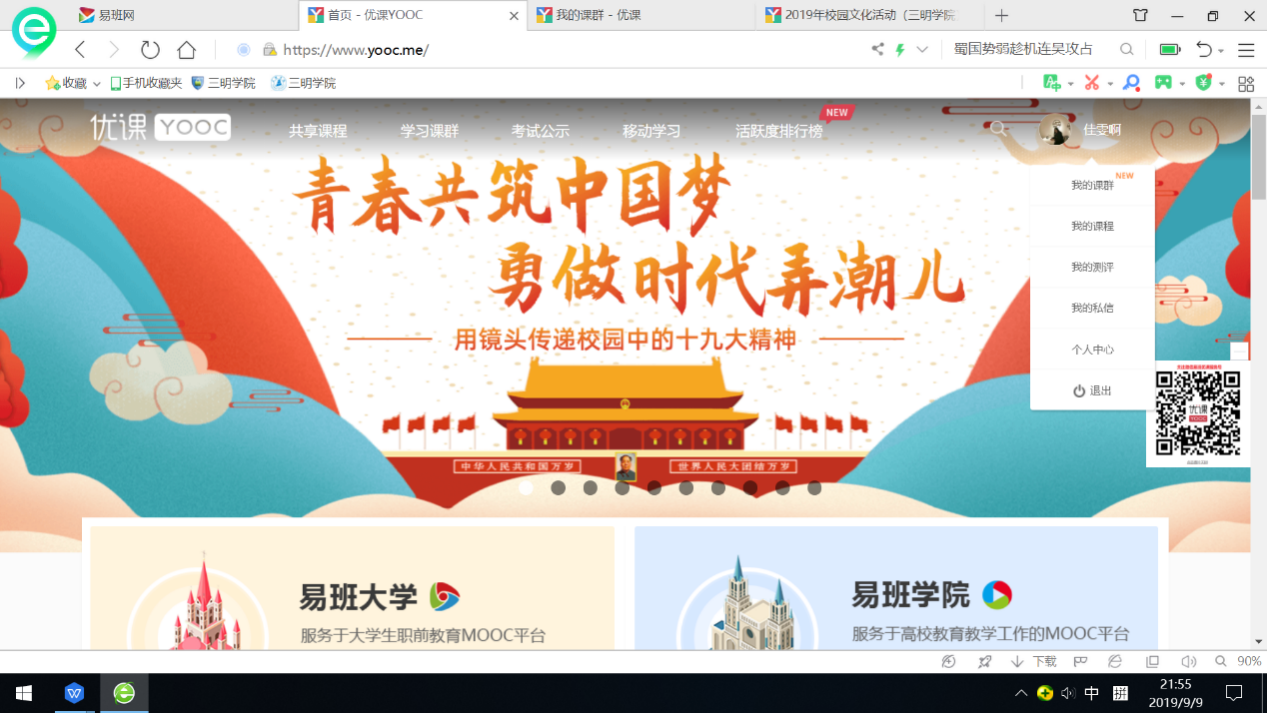 易班网
首页 - 优课YOOC
我的课群 - 优课
2019年校园文化活动（三明学院
https://www.yooc.me/
蜀国势弱趁机连吴攻占
收藏
手机收藏夹
三明学院
三明学院
优课 YOOC
共享课程
学习课群
考试公示
移动学习
活跃度排行榜
NEW
佳雯啊
青春共筑中国梦
勇做时代弄潮儿
用镜头传递校园中的十九大精神
中华人民共和国万岁
世界人民大团结万岁
我的课群
NEW
我的课程
我的测评
我的私信
个人中心
退出
优课
YOOC
易班大学
服务于大学生职前教育MOOC平台
易班学院
服务于高校教育教学工作的MOOC平台
下载
90%
中
拼
21:55
2019/9/9